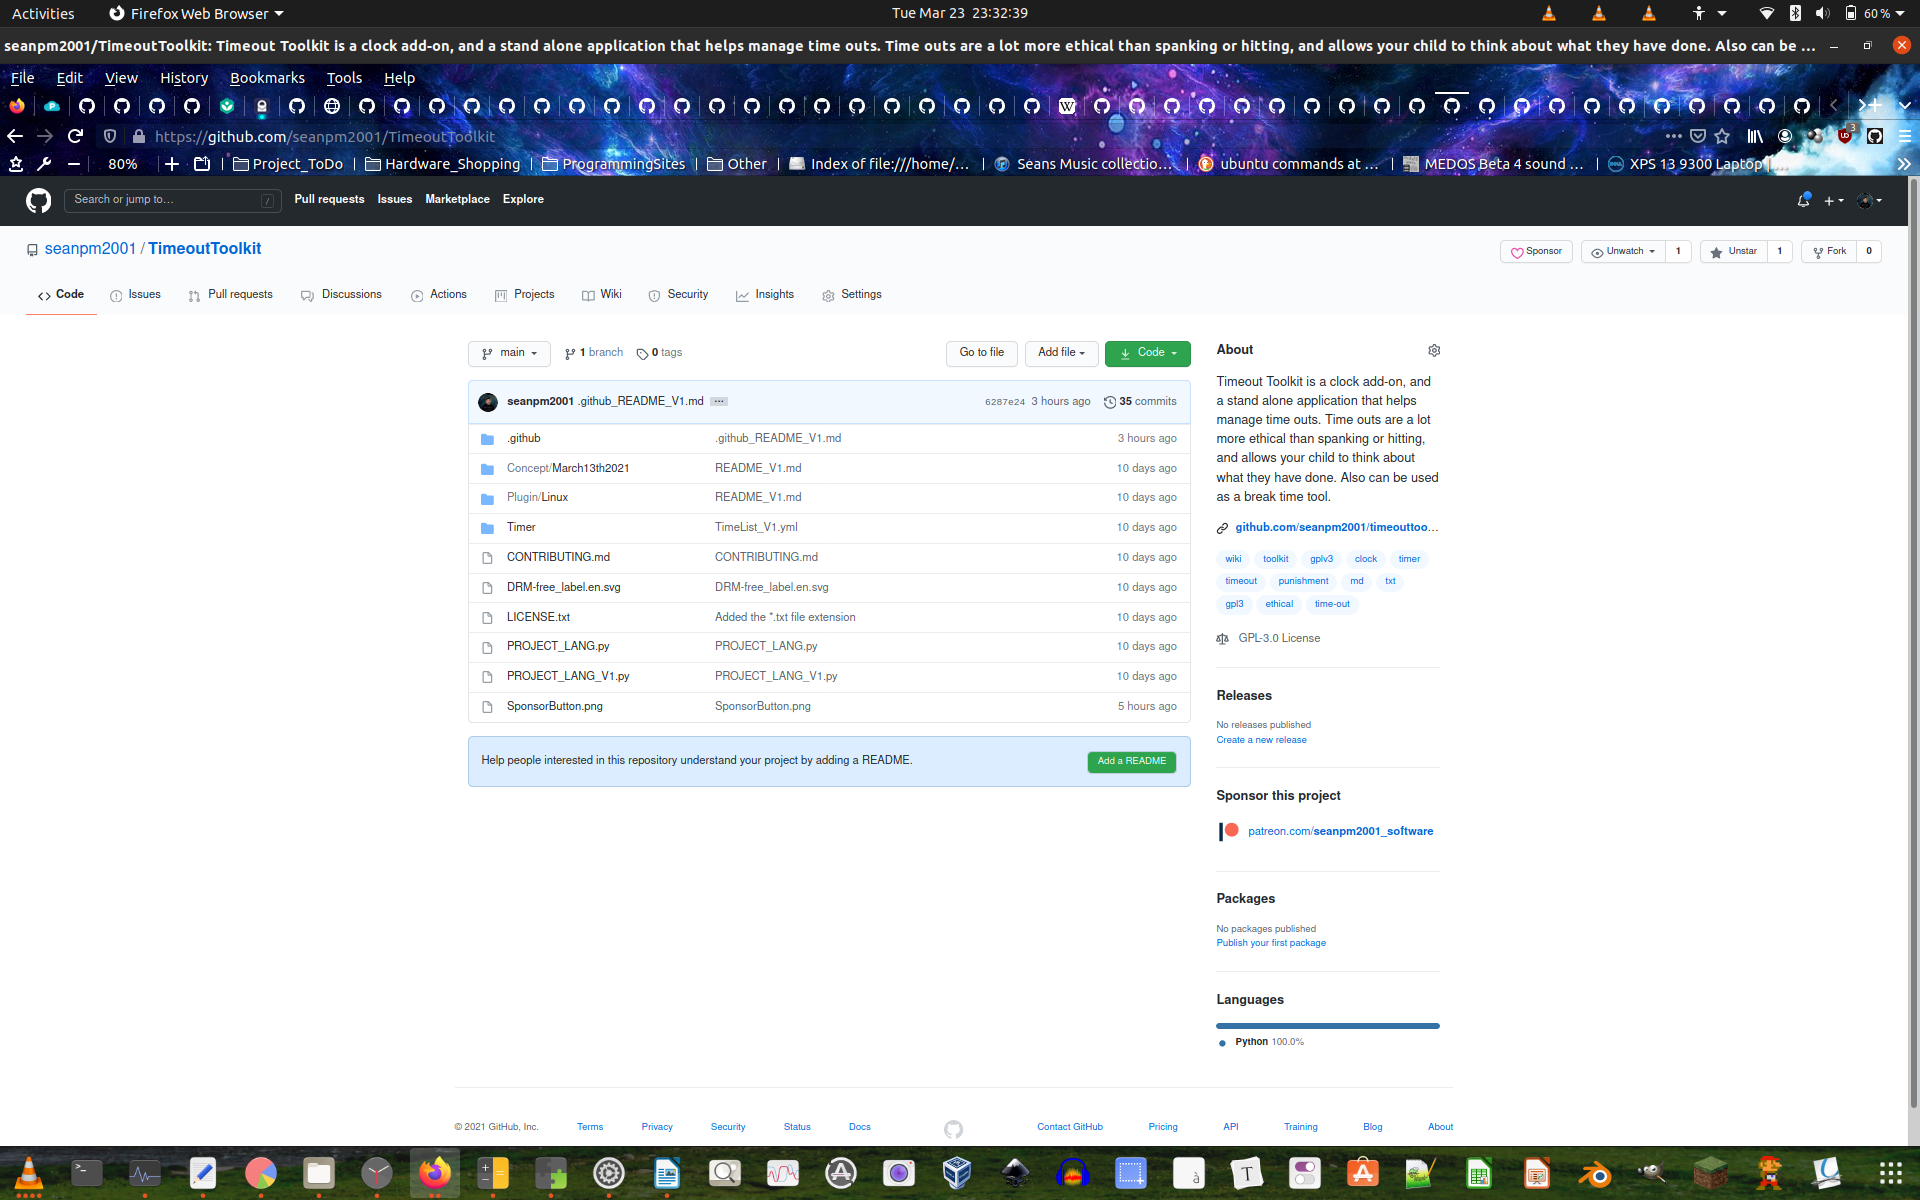 Activities
Firefox Web Browser
Tue Mar 23 23:32:39
60 %
seanpm2001/TimeoutToolkit: Timeout Toolkit is a clock add-on, and a stand alone application that helps manage time outs. Time outs are a lot more ethical than spanking or hitting, and allows your child to think about what they have done. Also can be ...
File Edit View History Bookmarks Tools Help
https://github.com/seanpm2001/TimeoutToolkit
3
80%
Project_ToDo
Hardware_Shopping
ProgrammingSites
Other
Index of file:///home/...
Seans Music collectio...
ubuntu commands at ...
MEDOS Beta 4 sound ...
XPS 13 9300 Laptop |...
Search or jump to...
/
Pull requests Issues Marketplace Explore
seanpm2001 / TimeoutToolkit
Sponsor
Unwatch 1
Unstar 1
Fork 0
Code
Issues
Pull requests
Discussions
Actions
Projects
Wiki
Security
Insights
Settings
main
1 branch
0 tags
Go to file
Add file
Code
seanpm2001 .github_README_V1.md ...
6287e24 3 hours ago
35 commits
.github .github_README_V1.md 3 hours ago
Concept/March13th2021 README_V1.md 10 days ago
Plugin/Linux README_V1.md 10 days ago
Timer TimeList_V1.yml 10 days ago
CONTRIBUTING.md CONTRIBUTING.md 10 days ago
DRM-free_label.en.svg DRM-free_label.en.svg 10 days ago
LICENSE.txt Added the *.txt file extension 10 days ago
PROJECT_LANG.py PROJECT_LANG.py 10 days ago
PROJECT_LANG_V1.py PROJECT_LANG_V1.py 10 days ago
SponsorButton.png SponsorButton.png 5 hours ago
Help people interested in this repository understand your project by adding a README.
Add a README
About
Timeout Toolkit is a clock add-on, and
a stand alone application that helps
manage time outs. Time outs are a lot
more ethical than spanking or hitting,
and allows your child to think about
what they have done. Also can be used
as a break time tool.
github.com/seanpm2001/timeouttoo...
wiki toolkit gplv3 clock timer
timeout punishment md txt
gpl3 ethical time-out
GPL-3.0 License
Releases
No releases published
Create a new release
Sponsor this project
patreon.com/seanpm2001_software
Packages
No packages published
Publish your first package
Languages
Python 100.0%
© 2021 GitHub, Inc.
Terms
Privacy
Security
Status
Docs
Contact GitHub
Pricing
API
Training
Blog
About